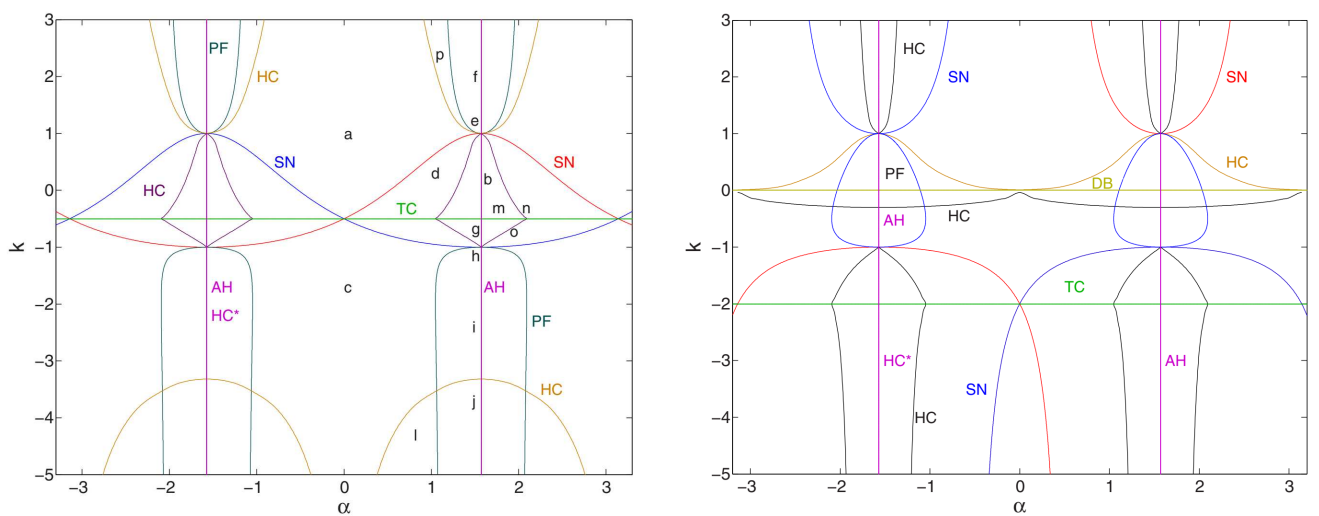 3
2
1
0
−1
−2
−3
−4
−5
k
−3
−2
−1
0
1
2
3
α
PF
HC
p
f
e
a
SN
SN
d
HC
b
TC
m
n
g
o
h
AH
AH
c
HC*
i
PF
HC
j
l
3
2
1
0
−1
−2
−3
−4
−5
k
−3
−2
−1
0
1
2
3
α
HC
SN
SN
HC
PF
DB
AH
HC
TC
HC*
AH
SN
HC